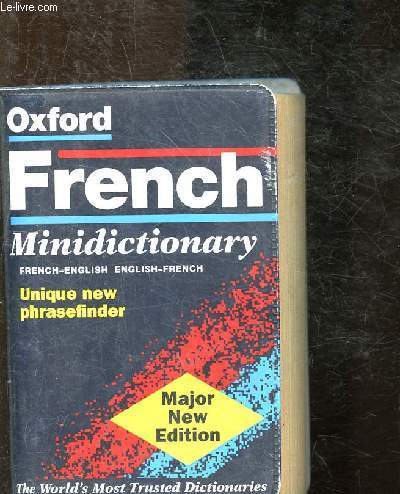 Le-livre.com
Oxford
French
Minidictionary
FRENCH–ENGLISH ENGLISH–FRENCH
Unique new
phrasefinder
Major
New
Edition
The World's Most Trusted Dictionaries